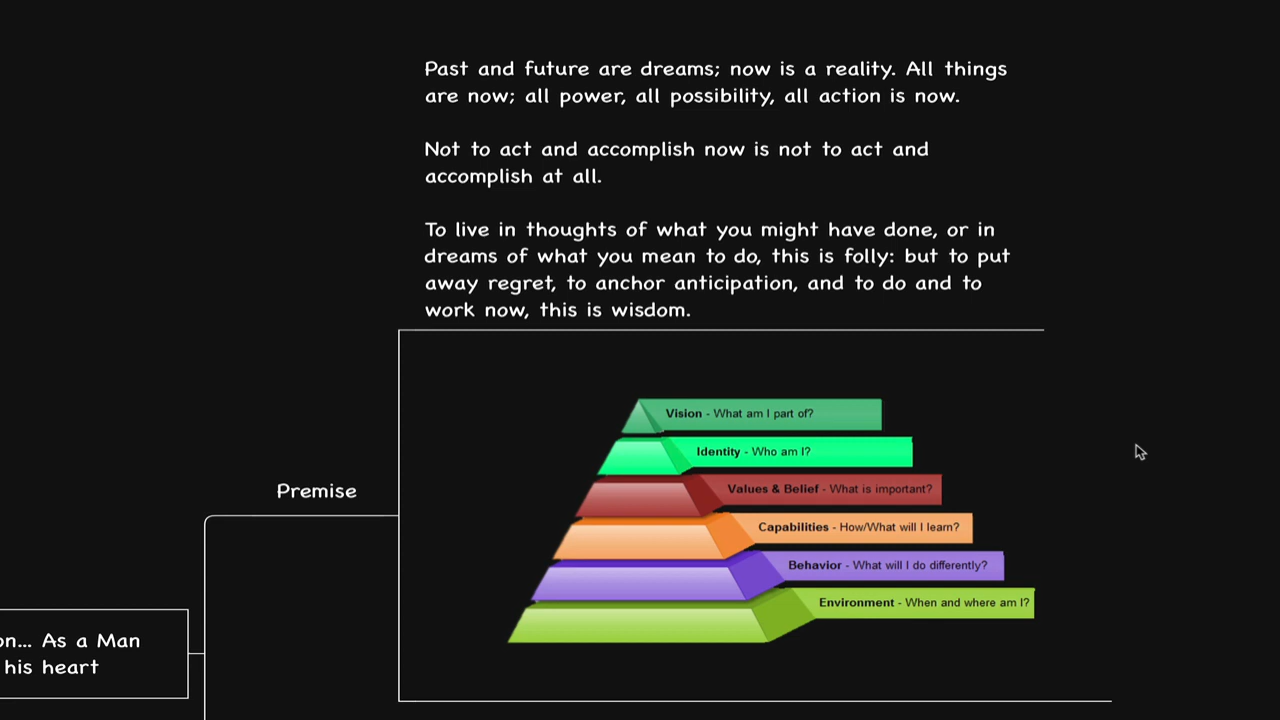 Past and future are dreams; now is a reality. All things
are now; all power, all possibility, all action is now.
Not to act and accomplish now is not to act and
accomplish at all.
To live in thoughts of what you might have done, or in
dreams of what you mean to do, this is folly: but to put
away regret, to anchor anticipation, and to do and to
work now, this is wisdom.
Vision - What am I part of?
Identity - Who am I?
Values & Belief - What is important?
Premise
Capabilities - How/What will I learn?
Behavior - What will I do differently?
Environment - When and where am I?
on... As a Man
his heart